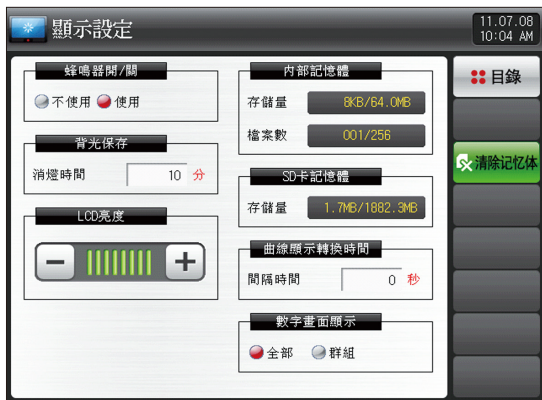 顯示設定
11.07.08
10:04 AM
蜂鳴器開/關
不使用 使用
背光保存
消燈時間 10 分
LCD亮度
- +
内部記憶體
存儲量 8KB/64.0MB
檔案數 001/256
SD卡記憶體
存儲量 1.7MB/1882.3MB
曲線顯示轉換時間
間隔時間 0 秒
數字畫面顯示
全部 群組
目錄
清除记忆体